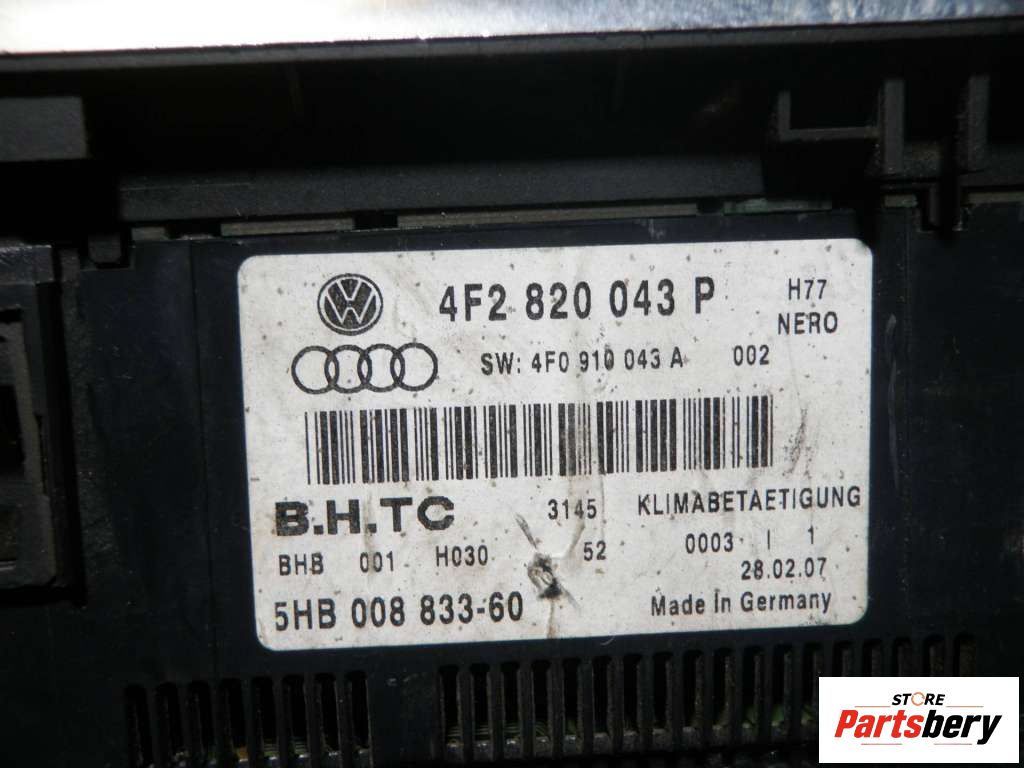 4F2 820 043 P H77
NERO
SW: 4F0 910 043 A 002
B.H.TC 3145 KLIMABETAETIGUNG
BHB 001 H030 52 0003 I 1
28.02.07
5HB 008 833-60 Made in Germany
STORE
Partsbery